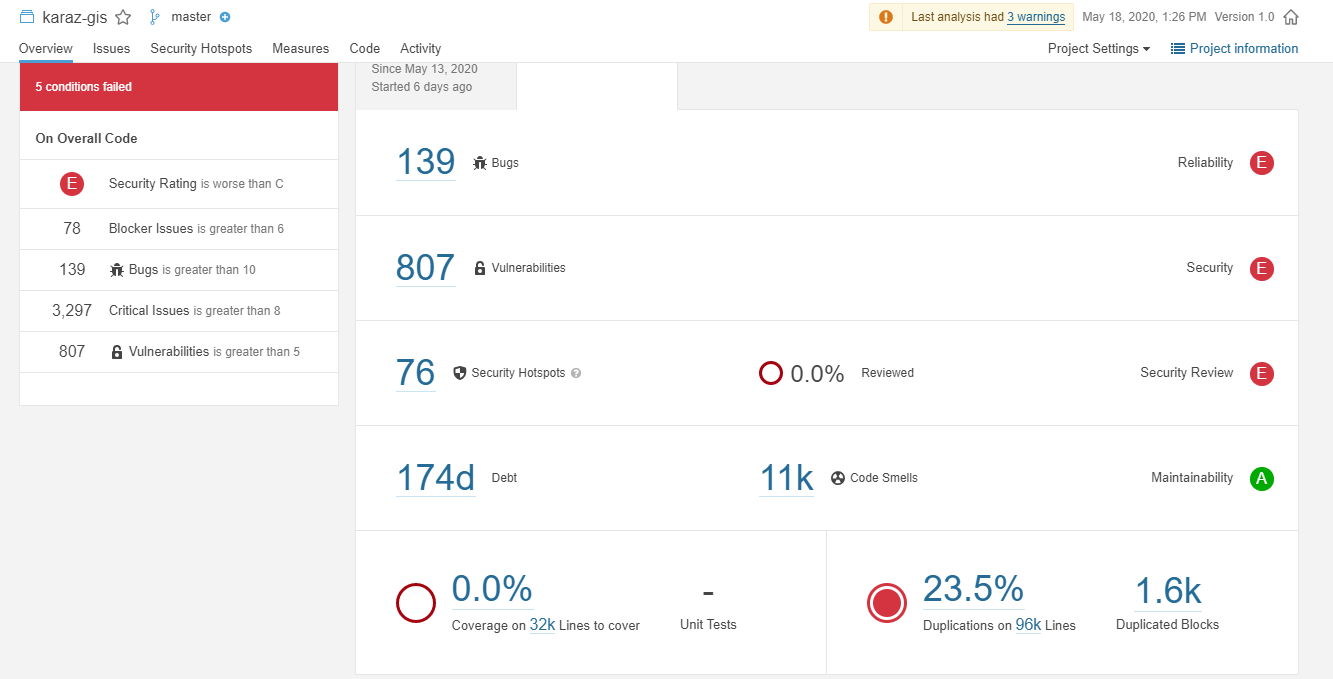 karaz-gis master Last analysis had 3 warnings May 18, 2020, 1:26 PM Version 1.0
Overview Issues Security Hotspots Measures Code Activity Project Settings Project information
5 conditions failed
On Overall Code
E Security Rating is worse than C
78 Blocker Issues is greater than 6
139 Bugs is greater than 10
3,297 Critical Issues is greater than 8
807 Vulnerabilities is greater than 5
Since May 13, 2020
Started 6 days ago
139 Bugs Reliability E
807 Vulnerabilities Security E
76 Security Hotspots ? 0.0% Reviewed Security Review E
174d Debt 11k Code Smells Maintainability A
0.0% -
Coverage on 32k Lines to cover Unit Tests
23.5% 1.6k
Duplications on 96k Lines Duplicated Blocks